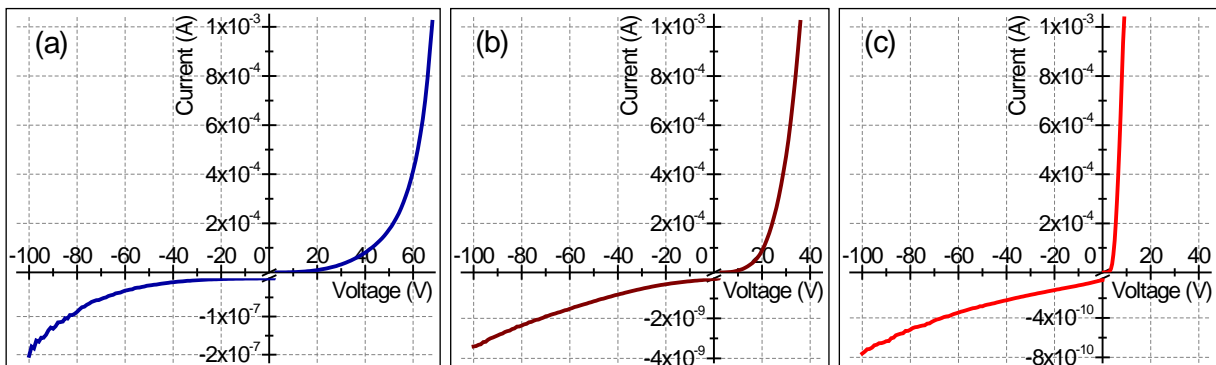 (a)
Current (A)
1x10⁻³
8x10⁻⁴
6x10⁻⁴
4x10⁻⁴
2x10⁻⁴
-100 -80 -60 -40 -20 0 20 40 60
Voltage (V)
-1x10⁻⁷
-2x10⁻⁷
(b)
Current (A)
1x10⁻³
8x10⁻⁴
6x10⁻⁴
4x10⁻⁴
2x10⁻⁴
-100 -80 -60 -40 -20 0 20 40
Voltage (V)
-2x10⁻⁹
-4x10⁻⁹
(c)
Current (A)
1x10⁻³
8x10⁻⁴
6x10⁻⁴
4x10⁻⁴
2x10⁻⁴
-100 -80 -60 -40 -20 0 20 40
Voltage (V)
-4x10⁻¹⁰
-8x10⁻¹⁰